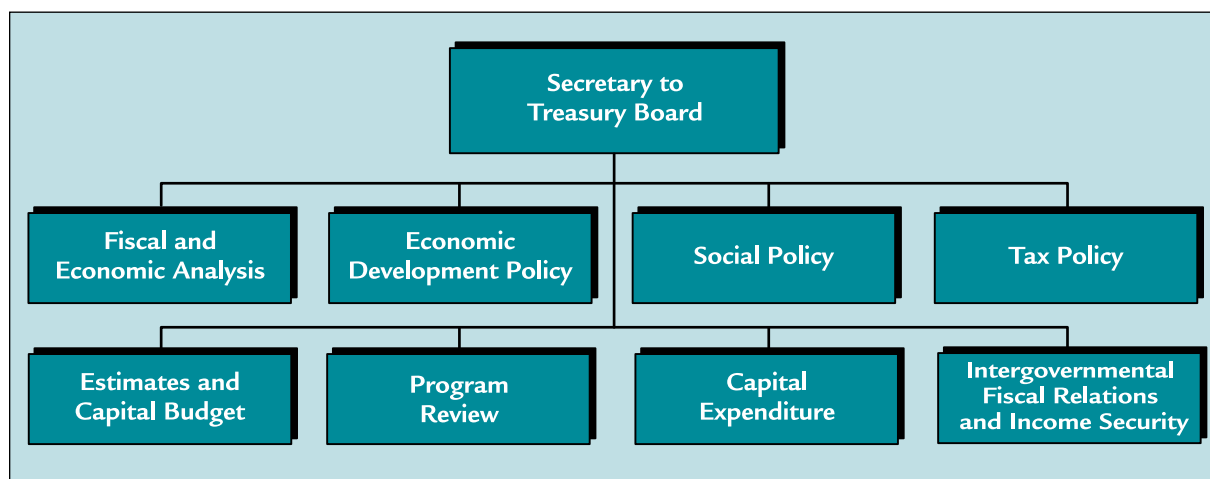 Secretary to
Treasury Board
Fiscal and
Economic Analysis
Economic
Development Policy
Social Policy
Tax Policy
Estimates and
Capital Budget
Program
Review
Capital
Expenditure
Intergovernmental
Fiscal Relations
and Income Security